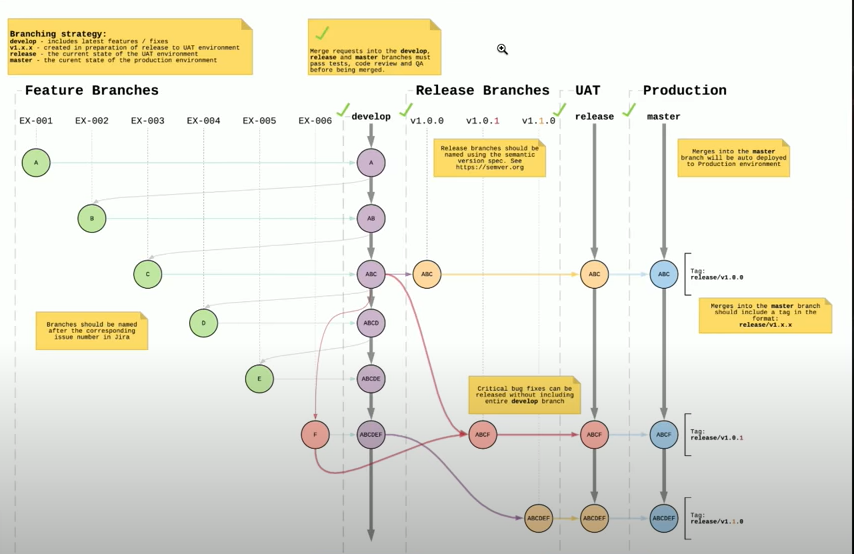 Branching strategy:
develop - includes latest features / fixes
v1.x.x - created in preparation of release to UAT environment
release - the current state of the UAT environment
master - the curent state of the production environment
Merge requests into the develop,
release and master branches must
pass tests, code review and QA
before being merged.
Feature Branches
Release Branches
UAT
Production
EX-001
EX-002
EX-003
EX-004
EX-005
EX-006
develop
v1.0.0
v1.0.1
v1.1.0
release
master
Release branches should be
named using the semantic
version spec. See
https://semver.org
Merges into the master
branch will be auto deployed
to Production environment
A
A
B
AB
C
ABC
ABC
ABC
ABC
Tag:
release/v1.0.0
Branches should be named
after the corresponding
issue number in Jira
D
ABCD
Merges into the master branch
should include a tag in the
format:
release/v1.x.x
E
ABCDE
Critical bug fixes can be
released without including
entire develop branch
F
ABCDEF
ABCF
ABCF
ABCF
Tag:
release/v1.0.1
ABCDEF
ABCDEF
ABCDEF
Tag:
release/v1.1.0